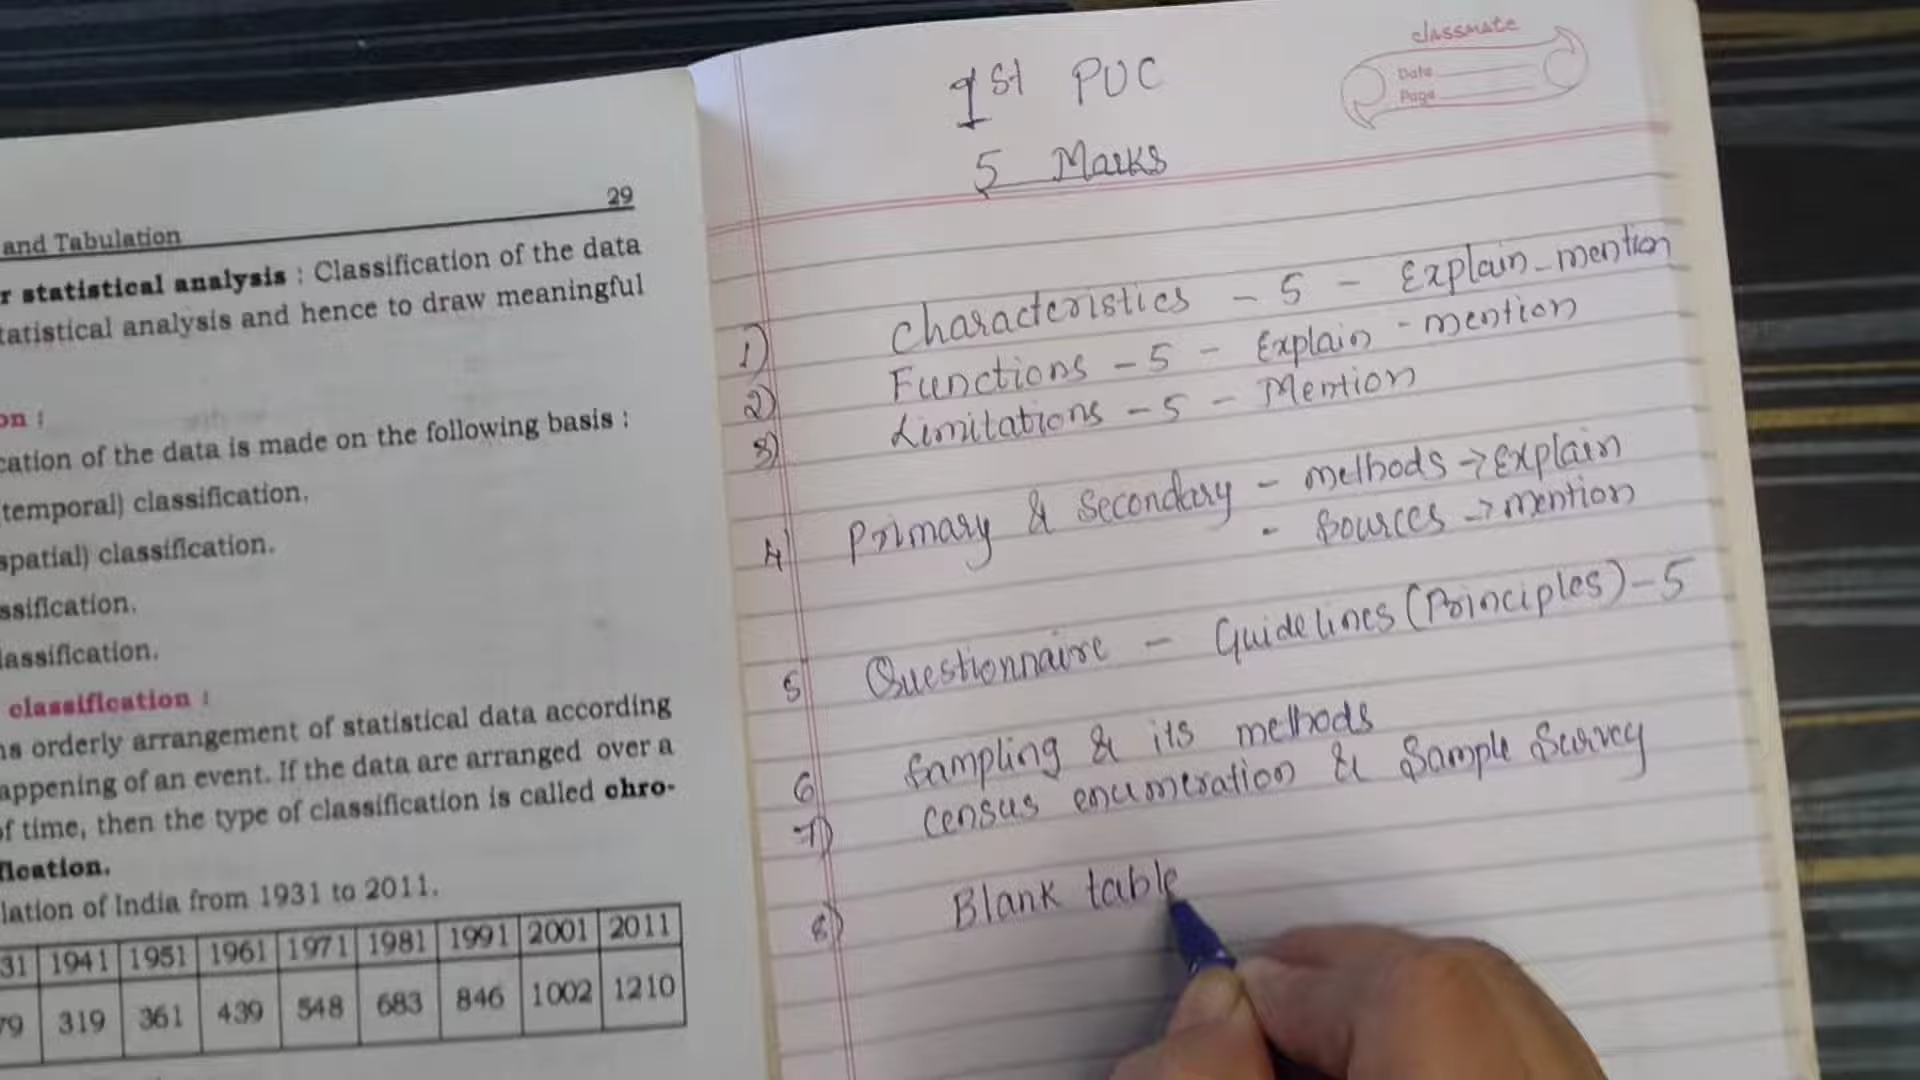 29
and Tabulation
r statistical analysis : Classification of the data
tatistical analysis and hence to draw meaningful
on :
cation of the data is made on the following basis :
(temporal) classification.
spatial) classification.
ssification.
lassification.
classification :
ns orderly arrangement of statistical data according
appening of an event. If the data are arranged over a
of time, then the type of classification is called chro-
fication.
lation of India from 1931 to 2011.
31 1941 1951 1961 1971 1981 1991 2001 2011
79 319 361 439 548 683 846 1002 1210
classmate
Date
Page
1st PUC
5 Marks
1) Characteristics - 5 - Explain - mention
2) Functions - 5 - Explain - mention
3) Limitations - 5 - Mention
4) Primary & Secondary - methods → Explain
- Sources → mention
5) Questionnaire - Guidelines (Principles) - 5
6) Sampling & its methods
7) census enumeration & Sample Survey
8) Blank table